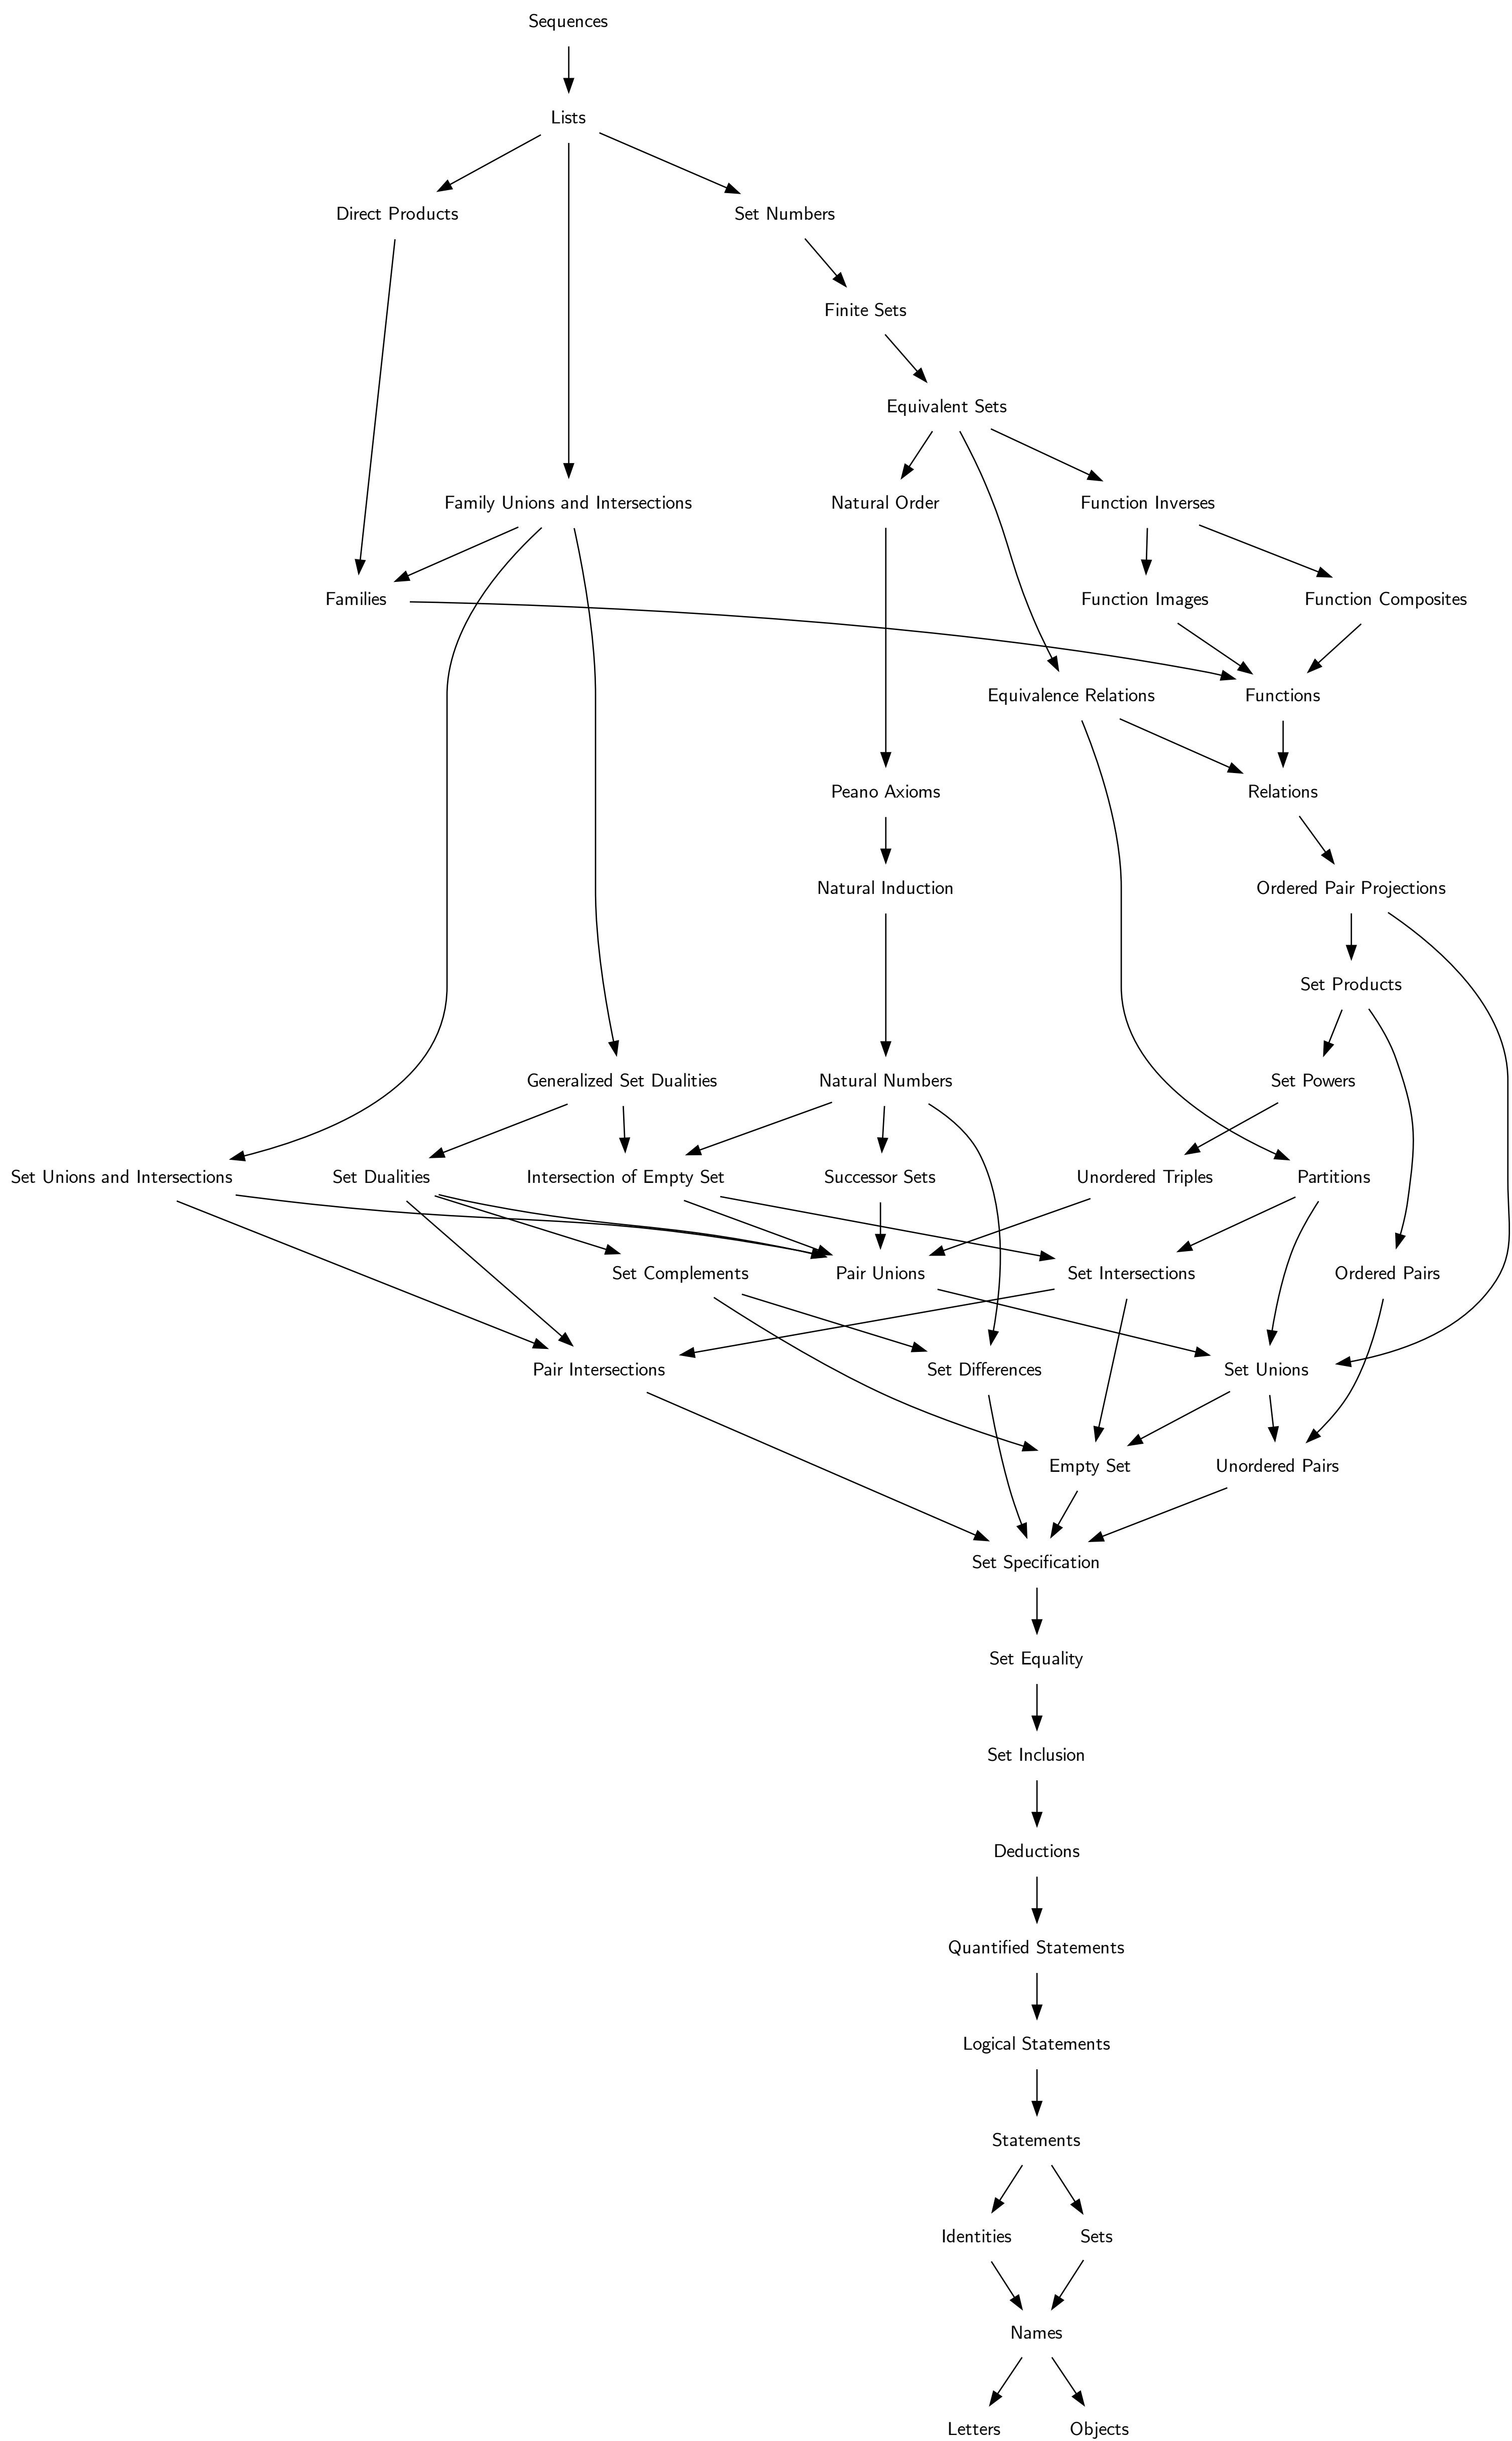 Sequences
Lists
Direct Products
Set Numbers
Finite Sets
Equivalent Sets
Family Unions and Intersections
Natural Order
Function Inverses
Families
Function Images
Function Composites
Equivalence Relations
Functions
Peano Axioms
Relations
Natural Induction
Ordered Pair Projections
Set Products
Generalized Set Dualities
Natural Numbers
Set Powers
Set Unions and Intersections
Set Dualities
Intersection of Empty Set
Successor Sets
Unordered Triples
Partitions
Set Complements
Pair Unions
Set Intersections
Ordered Pairs
Pair Intersections
Set Differences
Set Unions
Empty Set
Unordered Pairs
Set Specification
Set Equality
Set Inclusion
Deductions
Quantified Statements
Logical Statements
Statements
Identities
Sets
Names
Letters
Objects